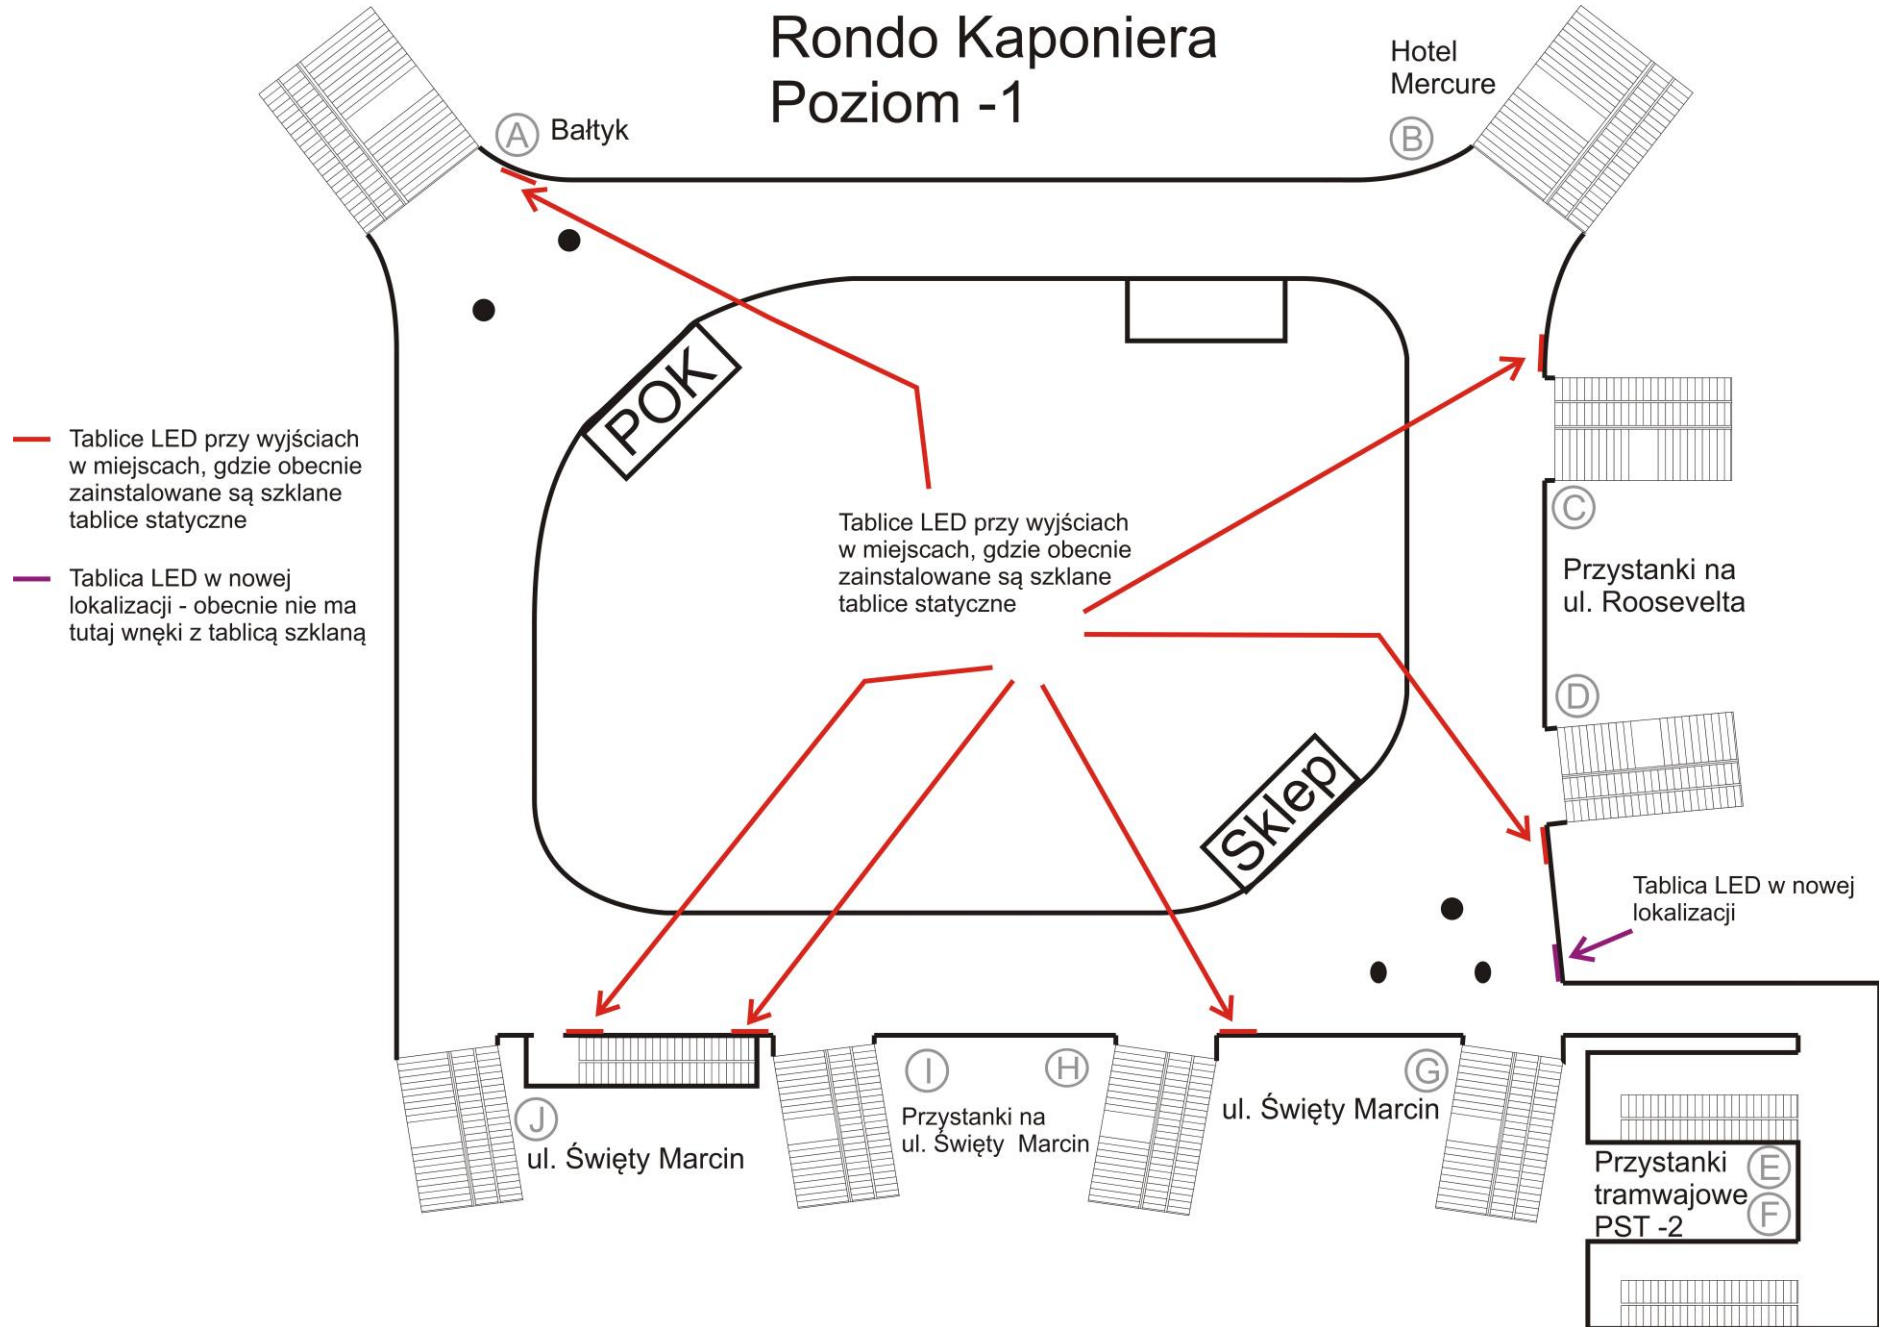 Rondo Kaponiera
Poziom -1
Hotel
Mercure
A
Bałtyk
B
POK
Tablice LED przy wyjściach
w miejscach, gdzie obecnie
zainstalowane są szklane
tablice statyczne
Tablica LED w nowej
lokalizacji - obecnie nie ma
tutaj wnęki z tablicą szklaną
Tablice LED przy wyjściach
w miejscach, gdzie obecnie
zainstalowane są szklane
tablice statyczne
C
Przystanki na
ul. Roosevelta
D
Sklep
Tablica LED w nowej
lokalizacji
J
ul. Święty Marcin
I
Przystanki na
ul. Święty Marcin
H
G
ul. Święty Marcin
Przystanki
tramwajowe
PST -2
E
F